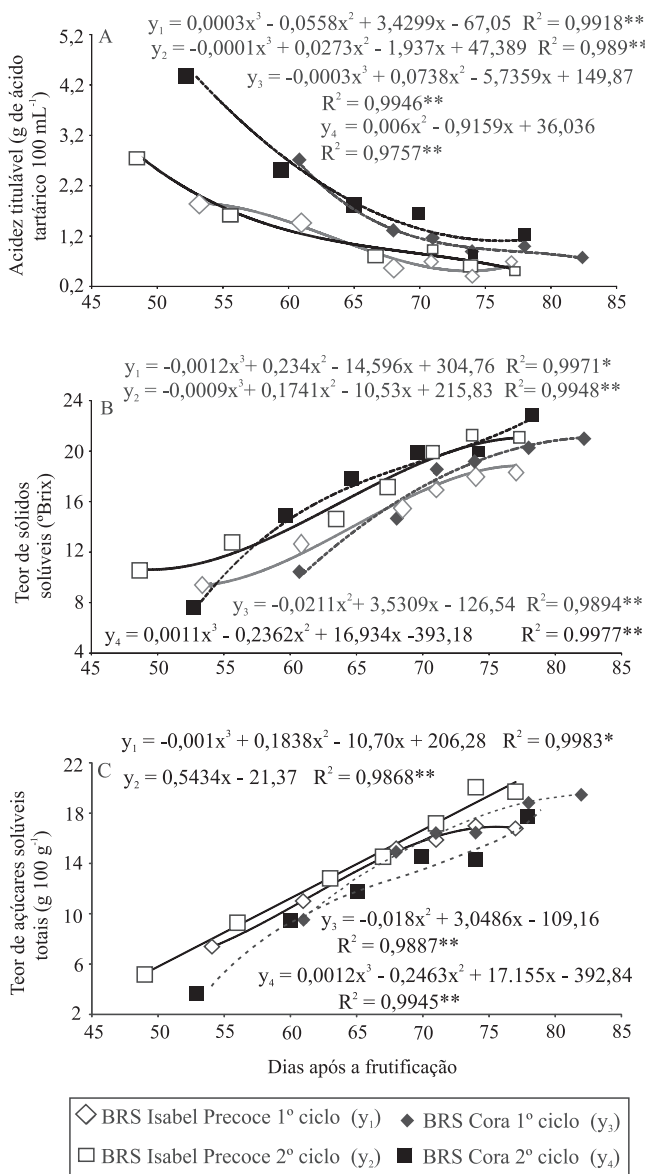 A
y₁ = 0,0003x³ - 0,0558x² + 3,4299x - 67,05 R² = 0,9918**
y₂ = -0,0001x³ + 0,0273x² - 1,937x + 47,389 R² = 0,989**
y₃ = -0,0003x³ + 0,0738x² - 5,7359x + 149,87
R² = 0,9946**
y₄ = 0,006x² - 0,9159x + 36,036
R² = 0,9757**
Acidez titulável (g de ácido
tartárico 100 mL⁻¹)
5,2
4,2
3,2
2,2
1,2
0,2
45 50 55 60 65 70 75 80 85
y₁ = -0,0012x³ + 0,234x² - 14,596x + 304,76 R² = 0,9971*
y₂ = -0,0009x³ + 0,1741x² - 10,53x + 215,83 R² = 0,9948**
B
Teor de sólidos
solúveis (ºBrix)
24
20
16
12
8
4
y₃ = -0,0211x² + 3,5309x - 126,54 R² = 0,9894**
y₄ = 0,0011x³ - 0,2362x² + 16,934x -393,18 R² = 0.9977**
45 50 55 60 65 70 75 80 85
y₁ = -0,001x³ + 0,1838x² - 10,70x + 206,28 R² = 0,9983*
C
y₂ = 0,5434x - 21,37 R² = 0,9868**
Teor de açúcares solúveis
totais (g 100 g⁻¹)
22
18
14
10
6
2
y₃ = -0,018x² + 3,0486x - 109,16
R² = 0,9887**
y₄ = 0,0012x³ - 0,2463x² + 17.155x - 392,84
R² = 0,9945**
45 50 55 60 65 70 75 80 85
Dias após a frutificação
BRS Isabel Precoce 1º ciclo (y₁) BRS Cora 1º ciclo (y₃)
BRS Isabel Precoce 2º ciclo (y₂) BRS Cora 2º ciclo (y₄)